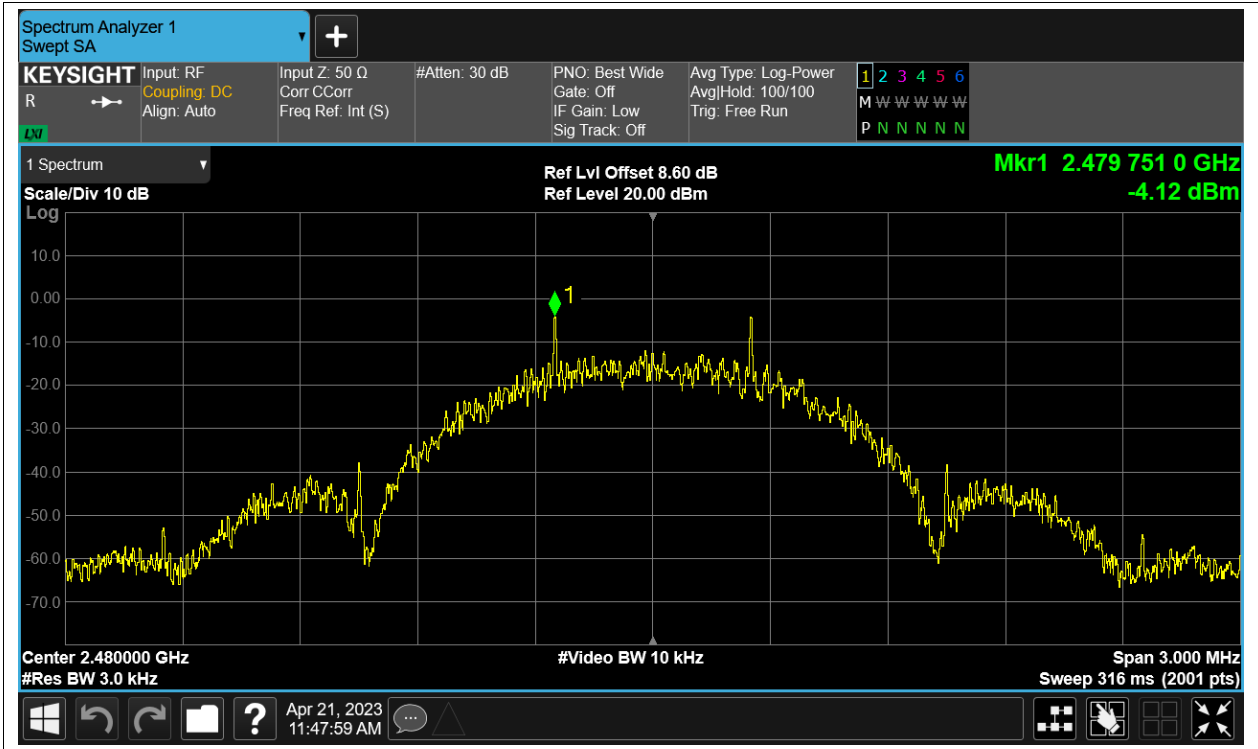 Spectrum Analyzer 1
Swept SA
+
KEYSIGHT
R
LXI
Input: RF
Coupling: DC
Align: Auto
Input Z: 50 Ω
Corr CCorr
Freq Ref: Int (S)
#Atten: 30 dB
PNO: Best Wide
Gate: Off
IF Gain: Low
Sig Track: Off
Avg Type: Log-Power
Avg|Hold: 100/100
Trig: Free Run
1 2 3 4 5 6
M W W W W W
P N N N N N
1 Spectrum
Scale/Div 10 dB
Log
Ref Lvl Offset 8.60 dB
Ref Level 20.00 dBm
Mkr1 2.479 751 0 GHz
-4.12 dBm
10.0
0.00
-10.0
-20.0
-30.0
-40.0
-50.0
-60.0
-70.0
1
Center 2.480000 GHz
#Res BW 3.0 kHz
#Video BW 10 kHz
Span 3.000 MHz
Sweep 316 ms (2001 pts)
?
Apr 21, 2023
11:47:59 AM